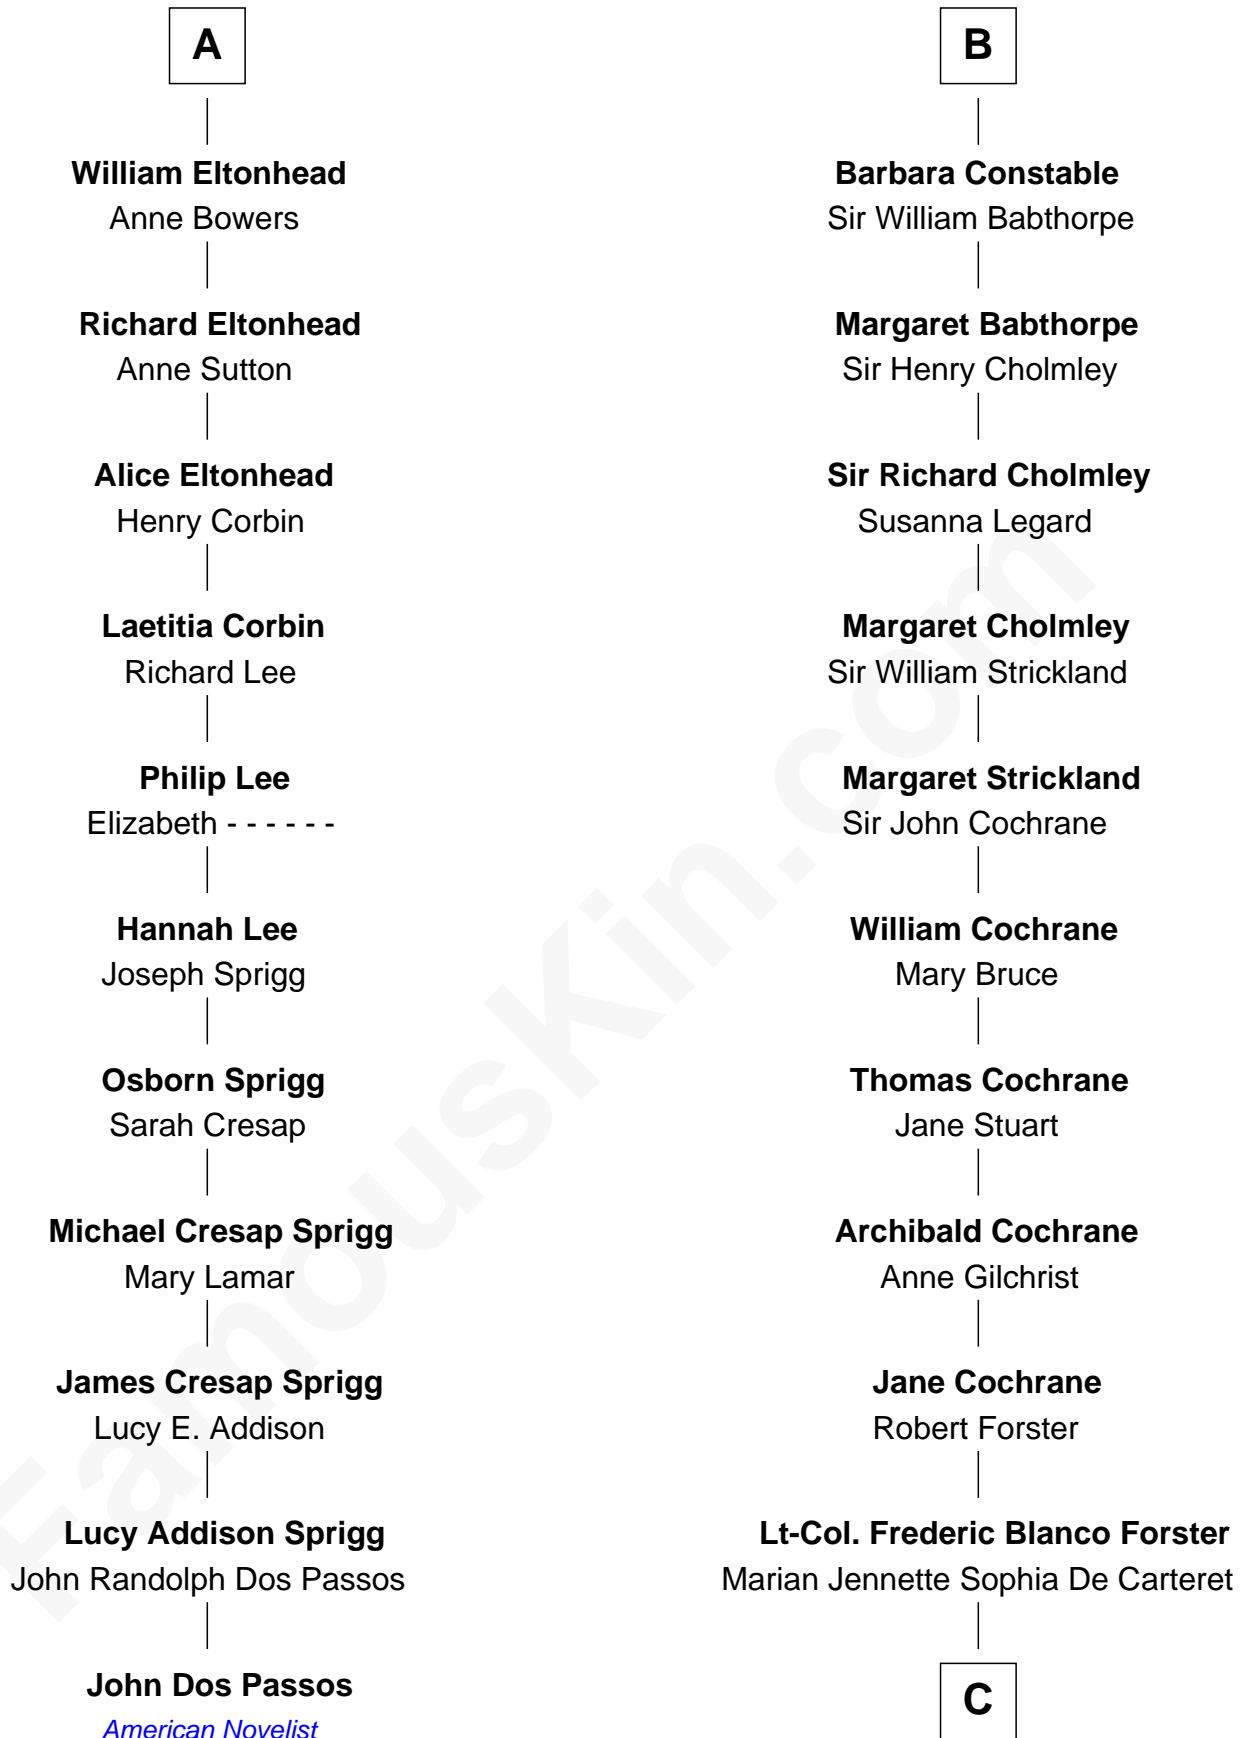 A
William Eltonhead
Anne Bowers
Richard Eltonhead
Anne Sutton
Alice Eltonhead
Henry Corbin
Laetitia Corbin
Richard Lee
Philip Lee
Elizabeth - - - - - -
Hannah Lee
Joseph Sprigg
Osborn Sprigg
Sarah Cresap
Michael Cresap Sprigg
Mary Lamar
James Cresap Sprigg
Lucy E. Addison
Lucy Addison Sprigg
John Randolph Dos Passos
John Dos Passos
American Novelist
B
Barbara Constable
Sir William Babthorpe
Margaret Babthorpe
Sir Henry Cholmley
Sir Richard Cholmley
Susanna Legard
Margaret Cholmley
Sir William Strickland
Margaret Strickland
Sir John Cochrane
William Cochrane
Mary Bruce
Thomas Cochrane
Jane Stuart
Archibald Cochrane
Anne Gilchrist
Jane Cochrane
Robert Forster
Lt-Col. Frederic Blanco Forster
Marian Jennette Sophia De Carteret
C
FamousKin.com